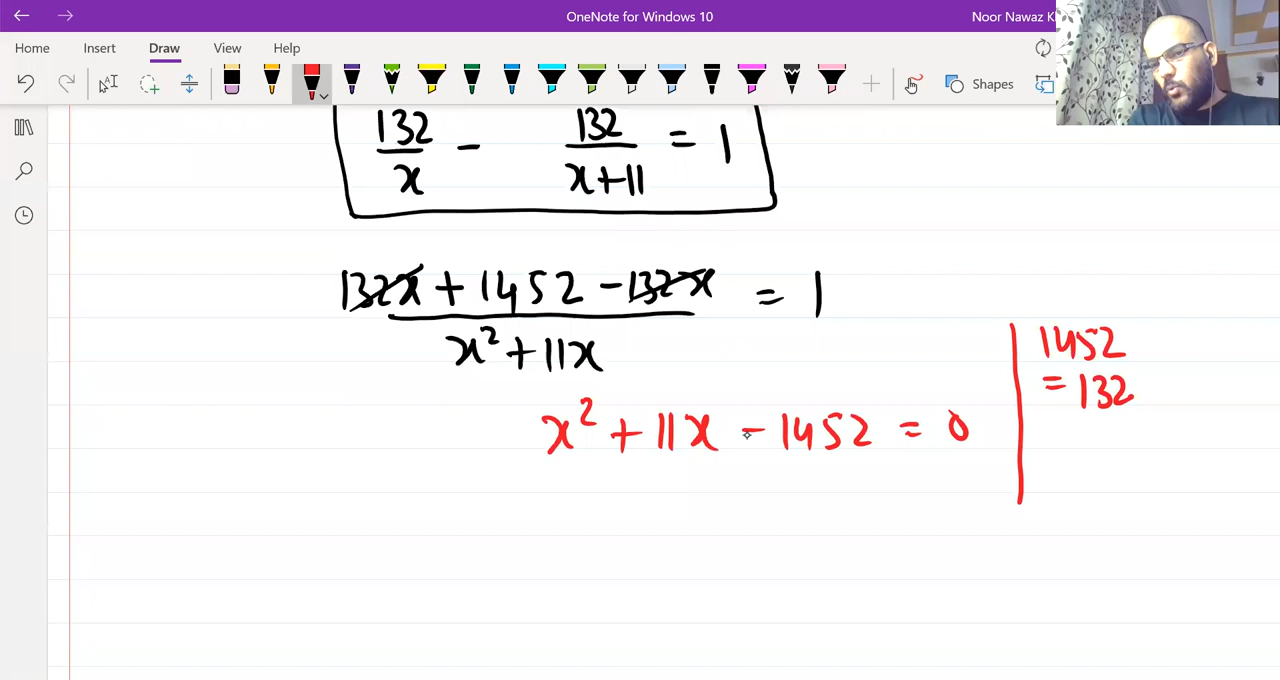 OneNote for Windows 10
Noor Nawaz K
Home Insert Draw View Help
Shapes
132/x - 132/x+11 = 1
132x + 1452 - 132x / x² + 11x = 1
x² + 11x - 1452 = 0
1452
= 132